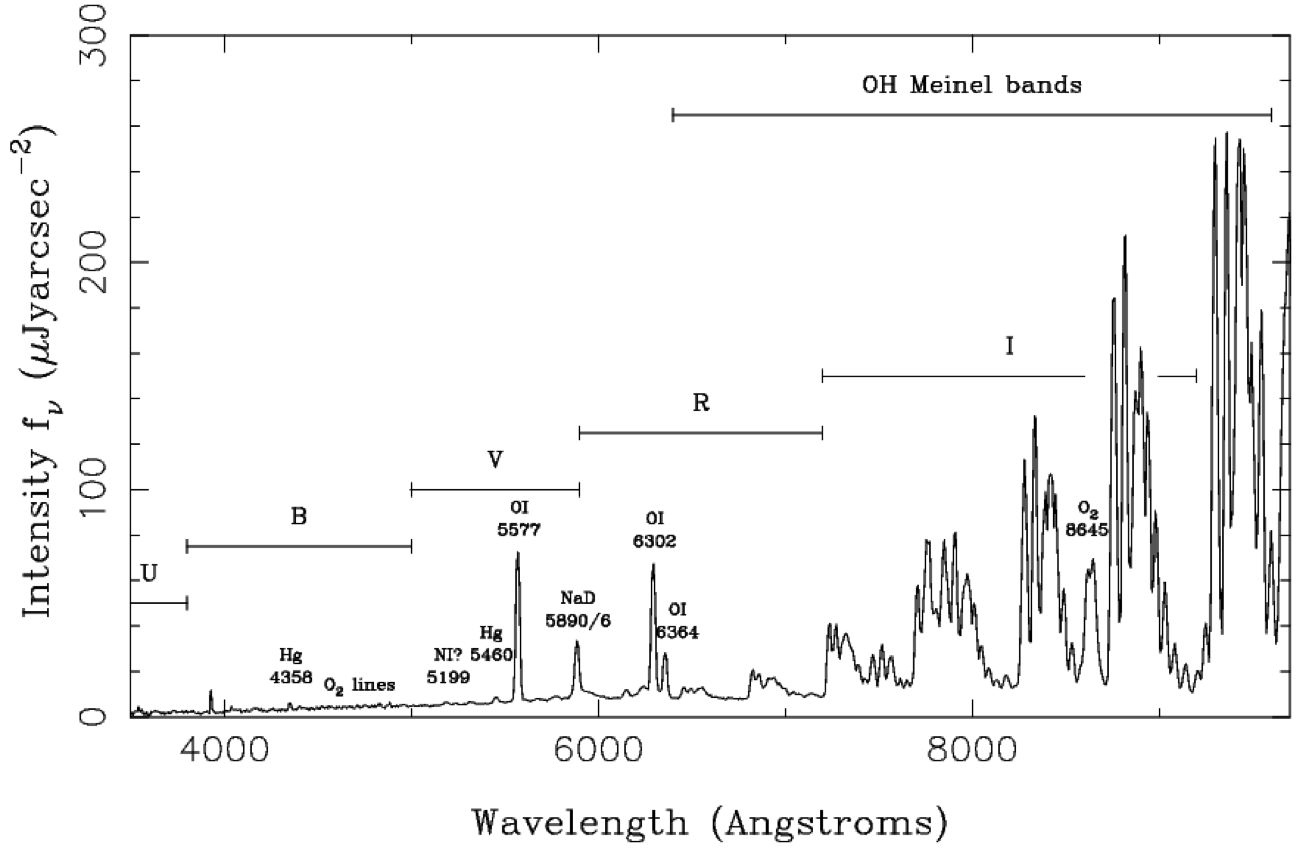 300
OH Meinel bands
200
I
R
V
100
B
OI
5577
OI
6302
O2
8645
U
NaD
5890/6
OI
6364
Hg
4358
O2 lines
NI?
5199
Hg
5460
0
4000
6000
8000
Wavelength (Angstroms)
Intensity fν (μJyarcsec−2)